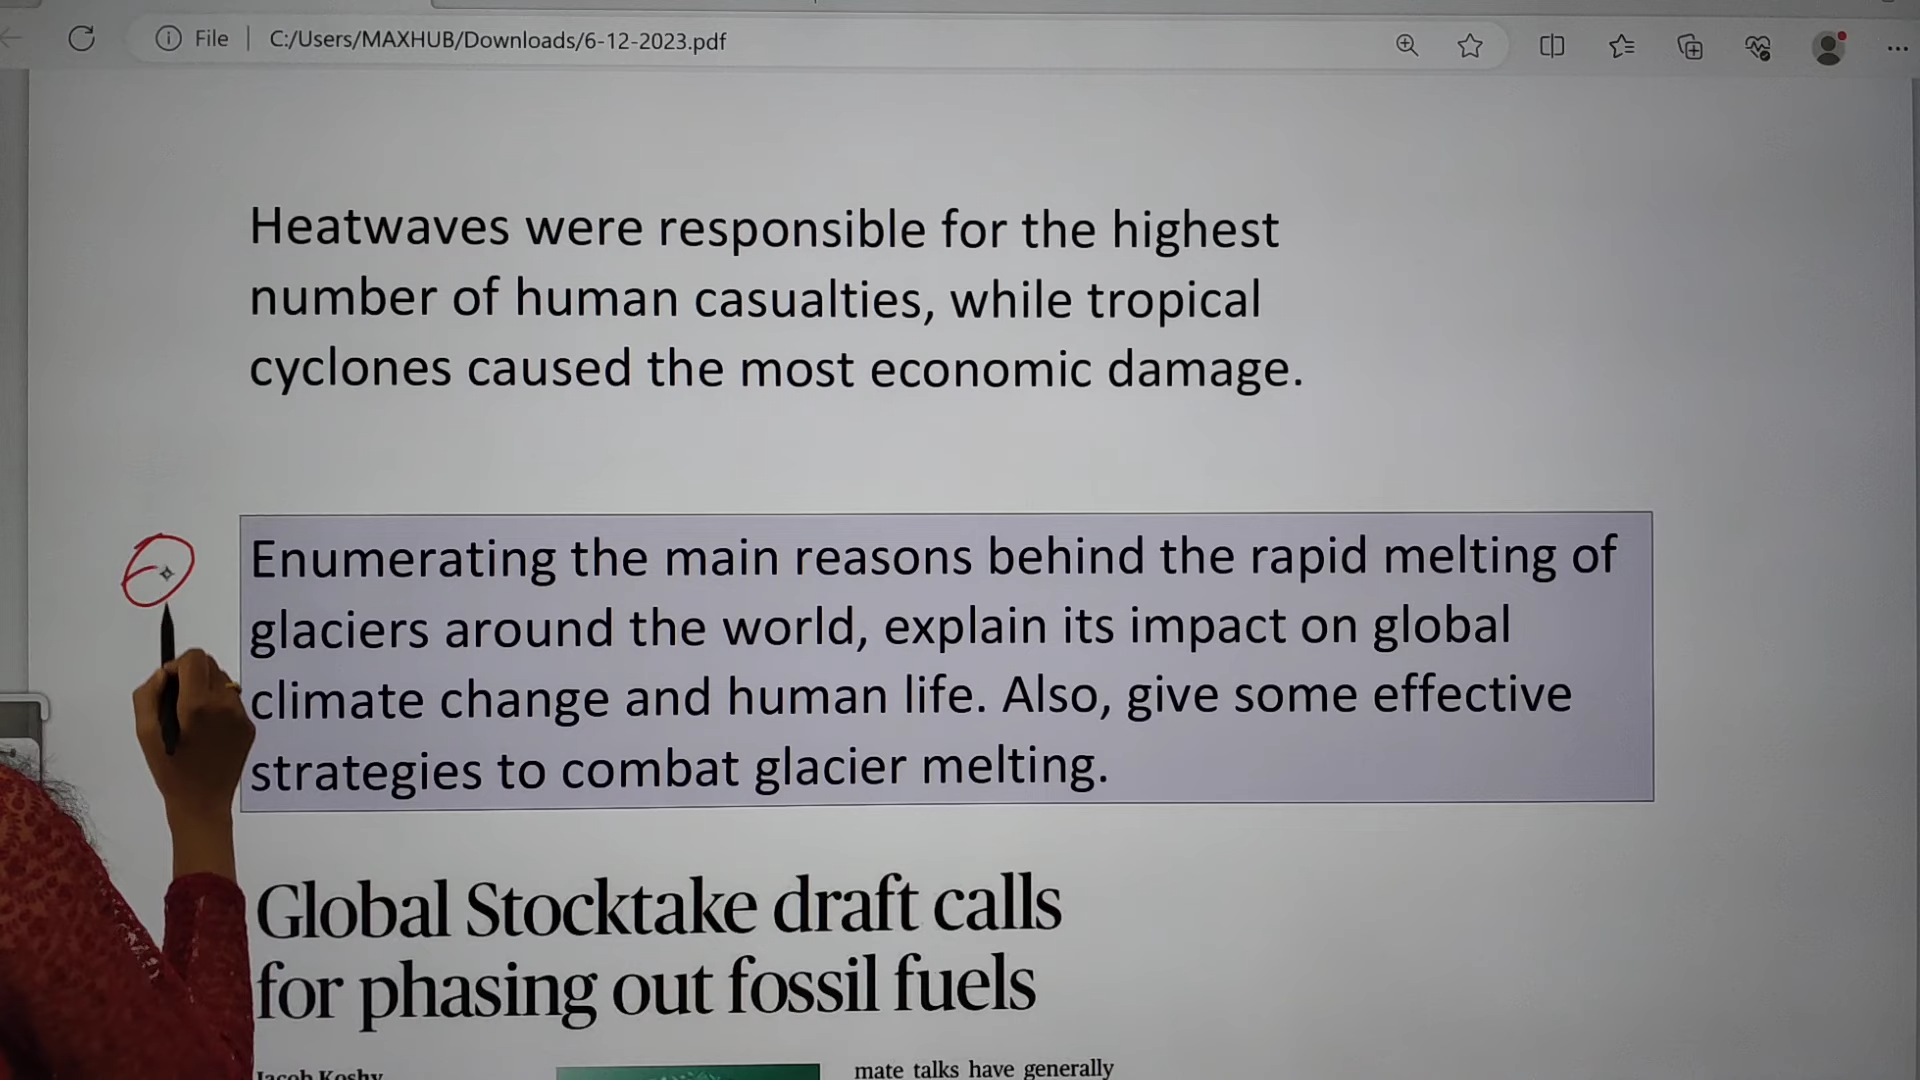 File
C:/Users/MAXHUB/Downloads/6-12-2023.pdf
Heatwaves were responsible for the highest
number of human casualties, while tropical
cyclones caused the most economic damage.
Enumerating the main reasons behind the rapid melting of
glaciers around the world, explain its impact on global
climate change and human life. Also, give some effective
strategies to combat glacier melting.
Global Stocktake draft calls
for phasing out fossil fuels
Jacob Koshy
mate talks have generally